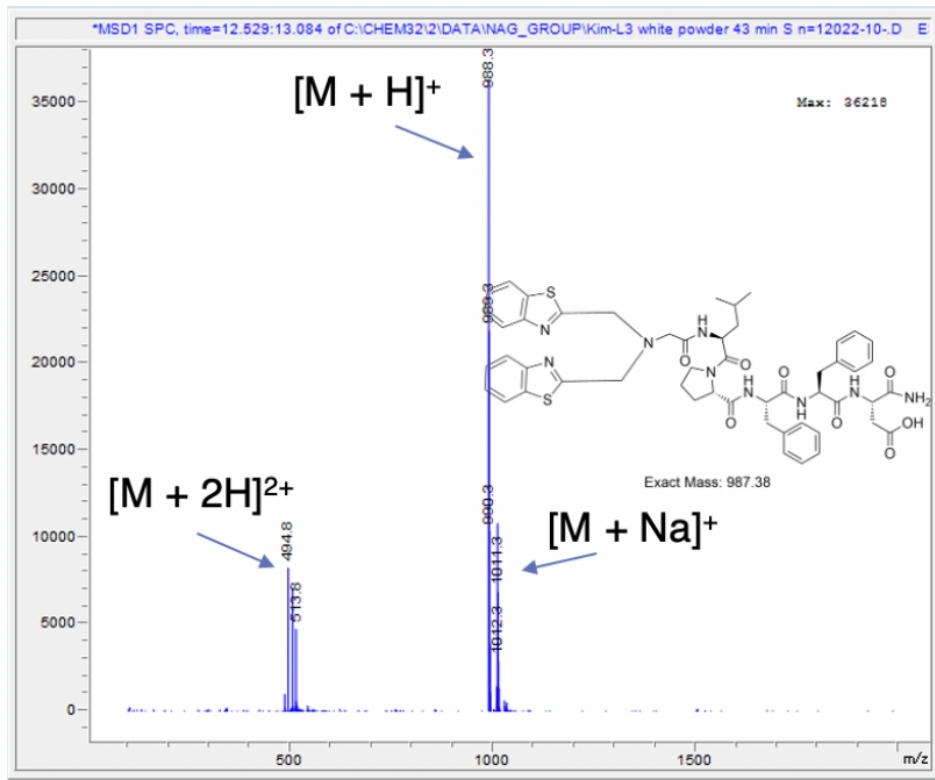 *MSD1 SPC, time=12.529:13.084 of C:\CHEM32\2\DATA\NAG_GROUP\Kim-L3 white powder 43 min S n=12022-10-.D E
988.3
[M + H]+
35000
Max: 36218
30000
25000
989.3
S
N
N
S
N
O
H
N
O
N
O
H
N
O
N
H
O
H
N
O
NH2
OH
O
20000
15000
Exact Mass: 987.38
[M + 2H]2+
990.3
[M + Na]+
10000
494.8
1011.3
513.8
5000
1012.3
0
500
1000
1500
m/z